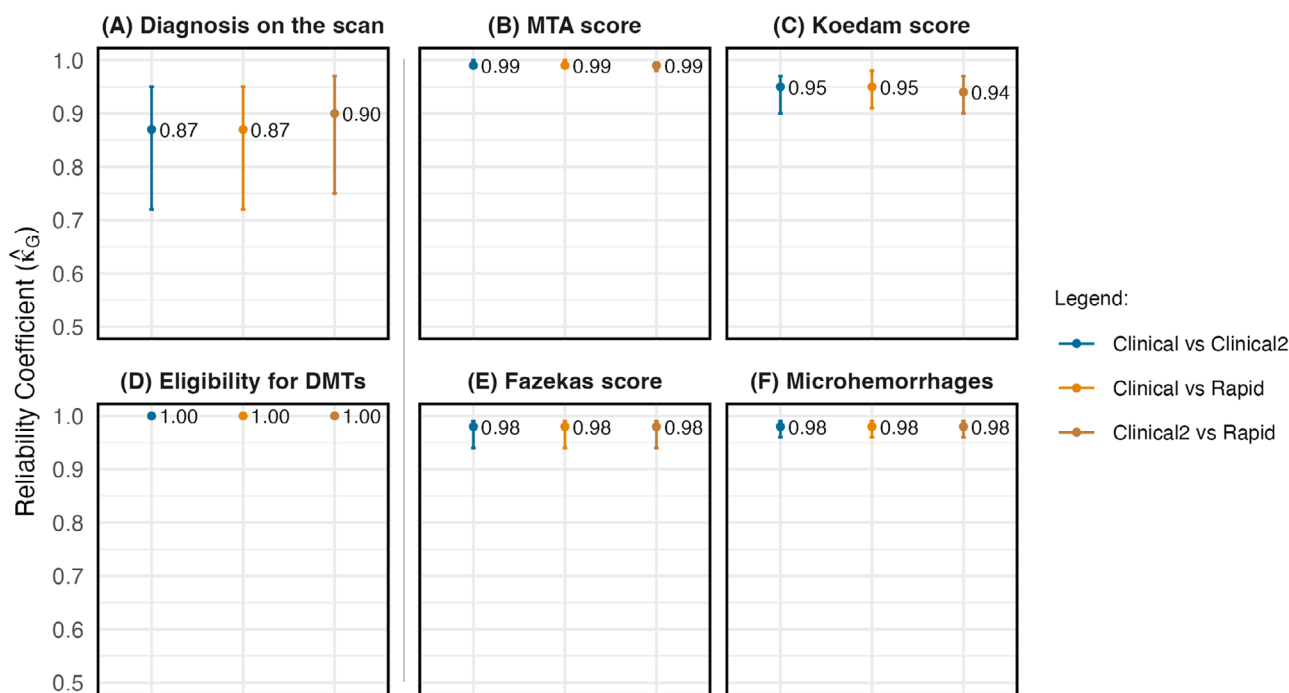 (A) Diagnosis on the scan
(B) MTA score
(C) Koedam score
1.0
0.9
0.8
0.7
0.6
0.5
0.87
0.87
0.90
0.99
0.99
0.99
0.95
0.95
0.94
Reliability Coefficient (κ̂G)
(D) Eligibility for DMTs
(E) Fazekas score
(F) Microhemorrhages
1.0
0.9
0.8
0.7
0.6
0.5
1.00
1.00
1.00
0.98
0.98
0.98
0.98
0.98
0.98
Legend:
Clinical vs Clinical2
Clinical vs Rapid
Clinical2 vs Rapid